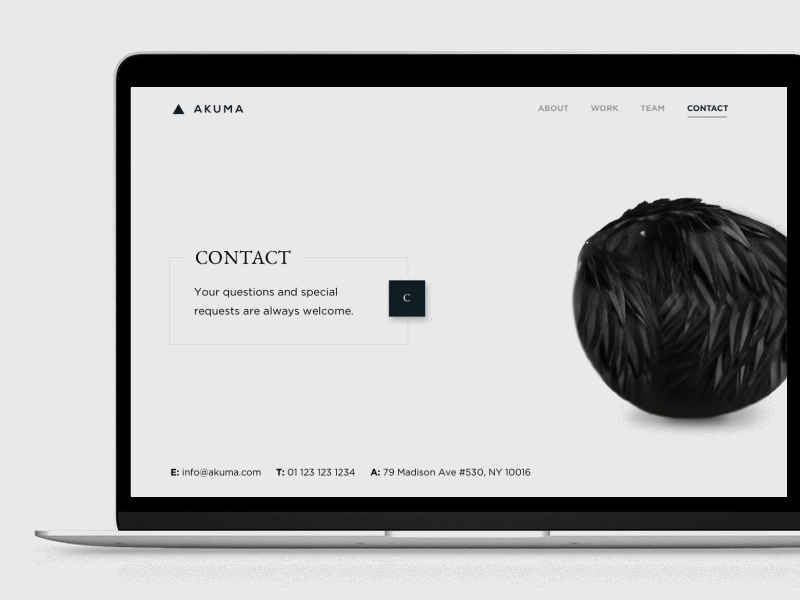 AKUMA
ABOUT WORK TEAM CONTACT
CONTACT
Your questions and special
requests are always welcome.
C
E: info@akuma.com T: 01 123 123 1234 A: 79 Madison Ave #530, NY 10016